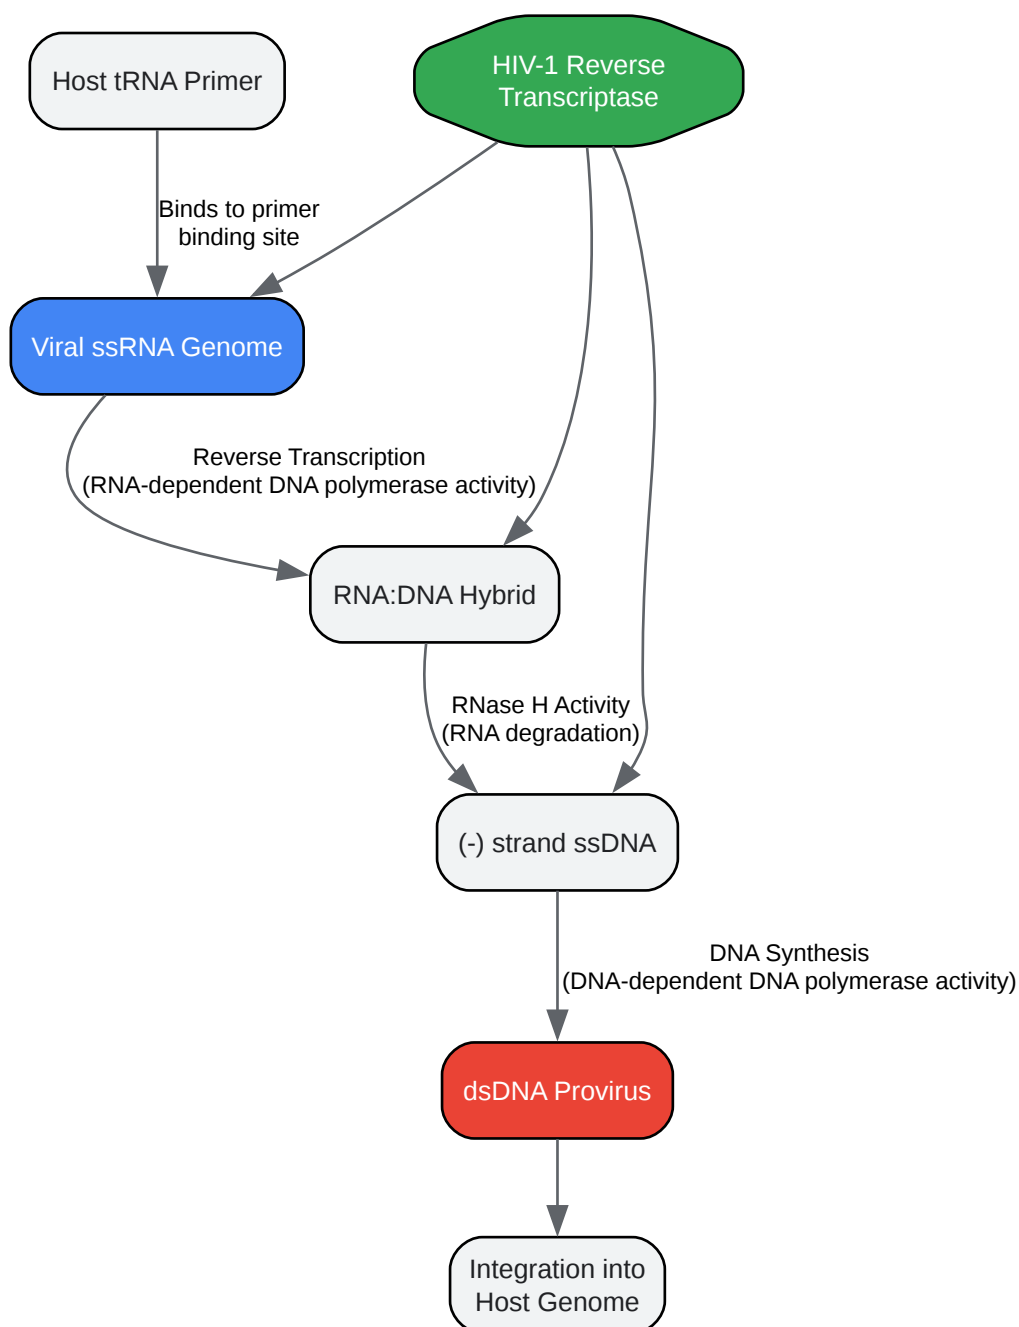 Host tRNA Primer
HIV-1 Reverse
Transcriptase
Binds to primer
binding site
Viral ssRNA Genome
Reverse Transcription
(RNA-dependent DNA polymerase activity)
RNA:DNA Hybrid
RNase H Activity
(RNA degradation)
(-) strand ssDNA
DNA Synthesis
(DNA-dependent DNA polymerase activity)
dsDNA Provirus
Integration into
Host Genome